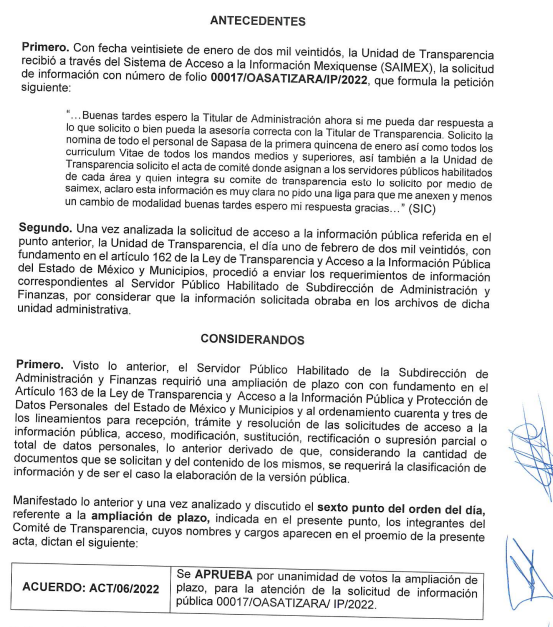 ANTECEDENTES
Primero. Con fecha veintisiete de enero de dos mil veintidós, la Unidad de Transparencia
recibió a través del Sistema de Acceso a la Información Mexiquense (SAIMEX), la solicitud
de información con número de folio 00017/OASATIZARA/IP/2022, que formula la petición
siguiente:
“…Buenas tardes espero la Titular de Administración ahora si me pueda dar respuesta a
lo que solicito o bien pueda la asesoría correcta con la Titular de Transparencia. Solicito la
nomina de todo el personal de Sapasa de la primera quincena de enero así como todos los
curriculum Vitae de todos los mandos medios y superiores, así también a la Unidad de
Transparencia solicito el acta de comité donde asignan a los servidores públicos habilitados
de cada área y quien integra su comite de transparencia esto lo solicito por medio de
saimex, aclaro esta información es muy clara no pido una liga para que me anexen y menos
un cambio de modalidad buenas tardes espero mi respuesta gracias…” (SIC)
Segundo. Una vez analizada la solicitud de acceso a la información pública referida en el
punto anterior, la Unidad de Transparencia, el día uno de febrero de dos mil veintidós, con
fundamento en el artículo 162 de la Ley de Transparencia y Acceso a la Información Pública
del Estado de México y Municipios, procedió a enviar los requerimientos de información
correspondientes al Servidor Público Habilitado de Subdirección de Administración y
Finanzas, por considerar que la información solicitada obraba en los archivos de dicha
unidad administrativa.
CONSIDERANDOS
Primero. Visto lo anterior, el Servidor Público Habilitado de la Subdirección de
Administración y Finanzas requirió una ampliación de plazo con con fundamento en el
Artículo 163 de la Ley de Transparencia y Acceso a la Información Pública y Protección de
Datos Personales del Estado de México y Municipios y al ordenamiento cuarenta y tres de
los lineamientos para recepción, trámite y resolución de las solicitudes de acceso a la
información pública, acceso, modificación, sustitución, rectificación o supresión parcial o
total de datos personales, lo anterior derivado de que, considerando la cantidad de
documentos que se solicitan y del contenido de los mismos, se requerirá la clasificación de
información y de ser el caso la elaboración de la versión pública.
Manifestado lo anterior y una vez analizado y discutido el sexto punto del orden del día,
referente a la ampliación de plazo, indicada en el presente punto, los integrantes del
Comité de Transparencia, cuyos nombres y cargos aparecen en el proemio de la presente
acta, dictan el siguiente:
ACUERDO: ACT/06/2022
Se APRUEBA por unanimidad de votos la ampliación de
plazo, para la atención de la solicitud de información
pública 00017/OASATIZARA/ IP/2022.